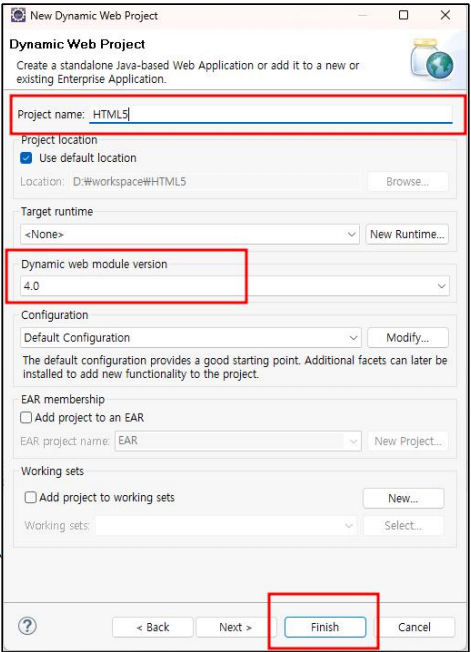 New Dynamic Web Project
Dynamic Web Project
Create a standalone Java-based Web Application or add it to a new or
existing Enterprise Application.
Project name: HTML5
Project location
Use default location
Location: D:₩workspace₩HTML5 Browse...
Target runtime
<None> New Runtime...
Dynamic web module version
4.0
Configuration
Default Configuration Modify...
The default configuration provides a good starting point. Additional facets can later be
installed to add new functionality to the project.
EAR membership
Add project to an EAR
EAR project name: EAR New Project...
Working sets
Add project to working sets New...
Working sets: Select...
? < Back Next > Finish Cancel